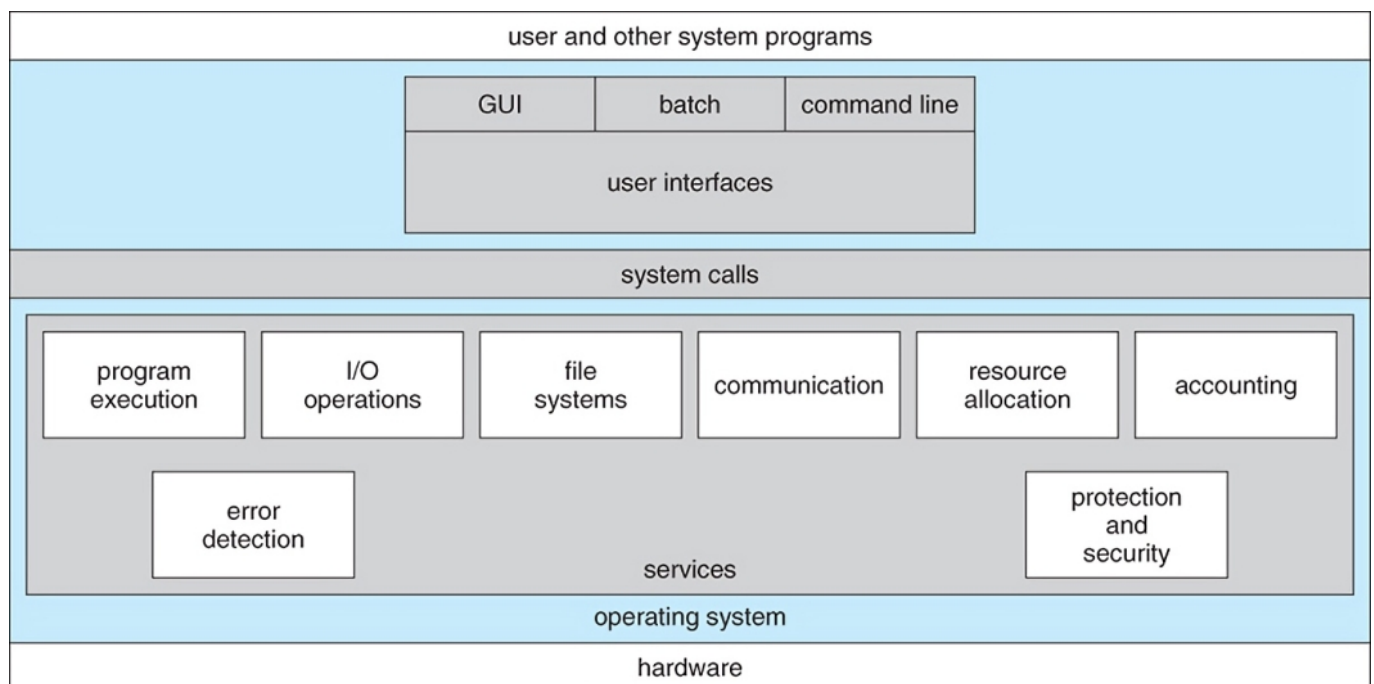 user and other system programs
GUI
batch
command line
user interfaces
system calls
program
execution
I/O
operations
file
systems
communication
resource
allocation
accounting
error
detection
protection
and
security
services
operating system
hardware